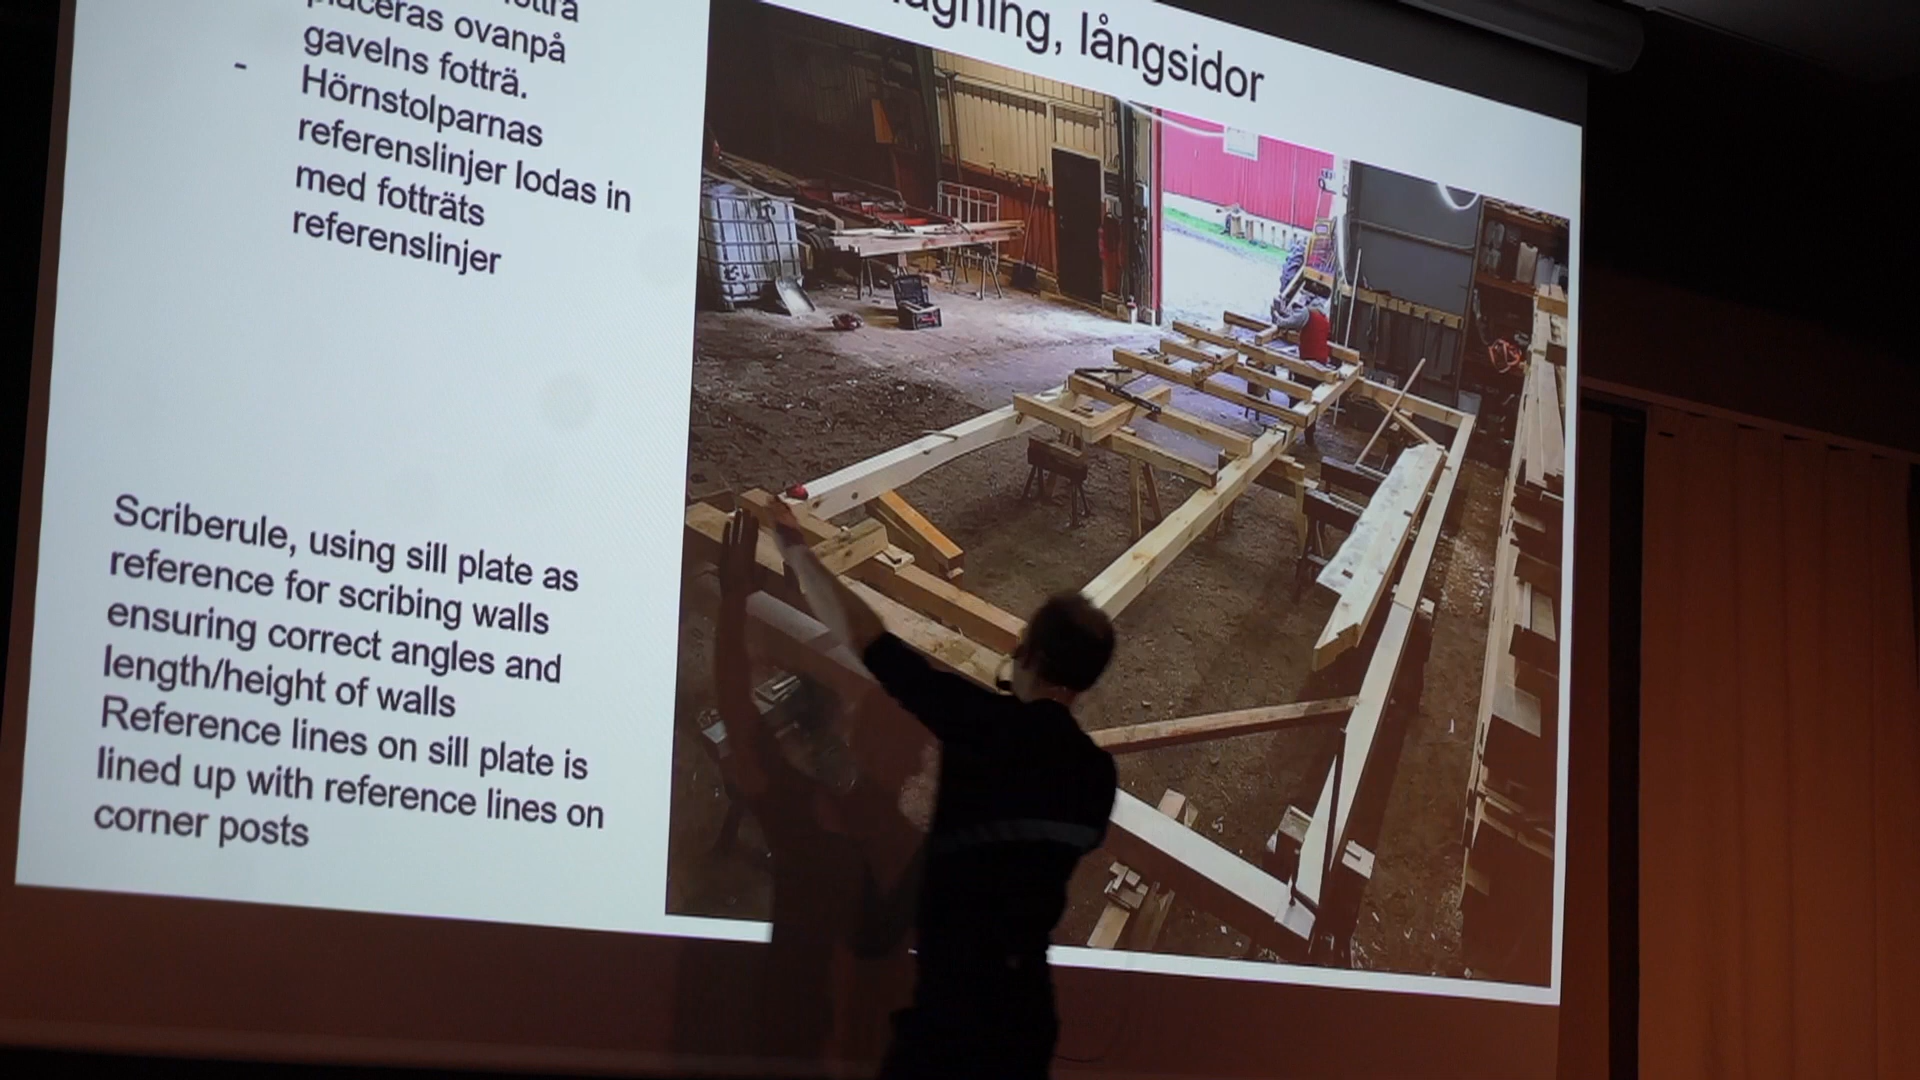 ovanpå
gavelns fotträ.
- Hörnstolparnas
referenslinjer lodas in
med fotträts
referenslinjer
Scriberule, using sill plate as
reference for scribing walls
ensuring correct angles and
length/height of walls
Reference lines on sill plate is
lined up with reference lines on
corner posts
långsidor